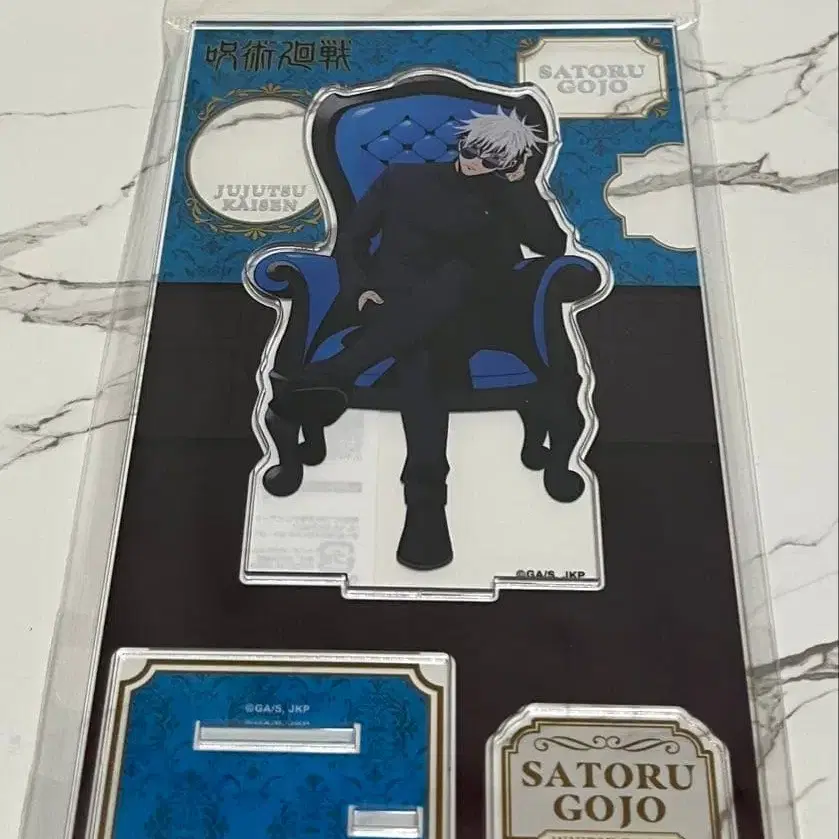 呪術廻戦
SATORU
GOJO
JUJUTSU
KAISEN
©GA/S, JKP
©GA/S, JKP
SATORU
GOJO